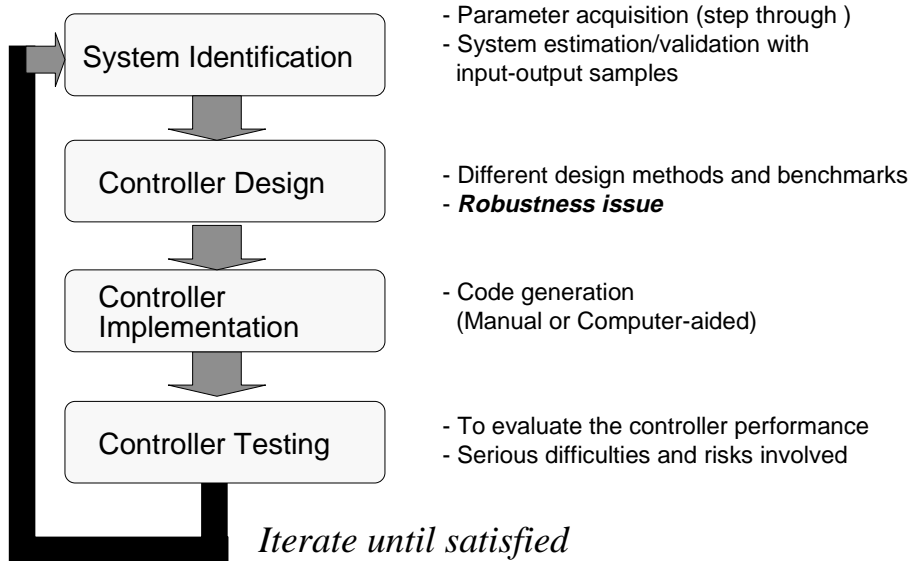 System Identification
- Parameter acquisition (step through )
- System estimation/validation with
input-output samples
Controller Design
- Different design methods and benchmarks
- Robustness issue
Controller
Implementation
- Code generation
(Manual or Computer-aided)
Controller Testing
- To evaluate the controller performance
- Serious difficulties and risks involved
Iterate until satisfied